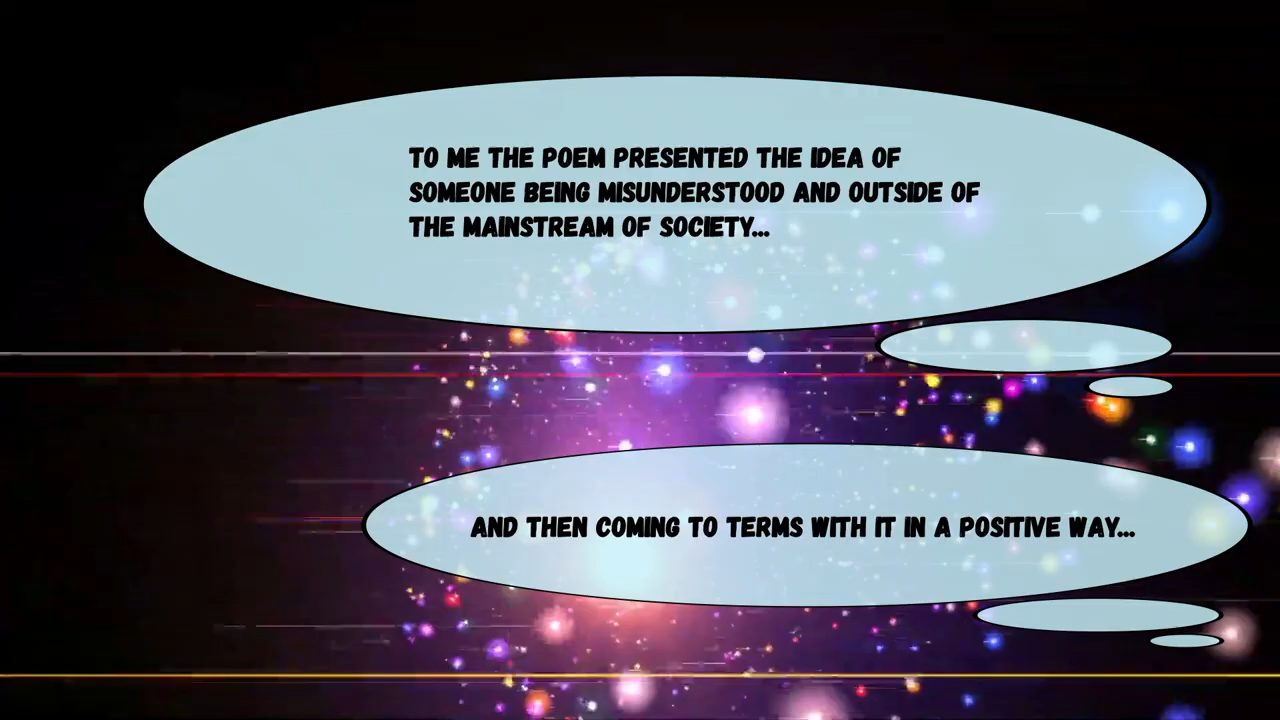 TO ME THE POEM PRESENTED THE IDEA OF
SOMEONE BEING MISUNDERSTOOD AND OUTSIDE OF
THE MAINSTREAM OF SOCIETY...
AND THEN COMING TO TERMS WITH IT IN A POSITIVE WAY...